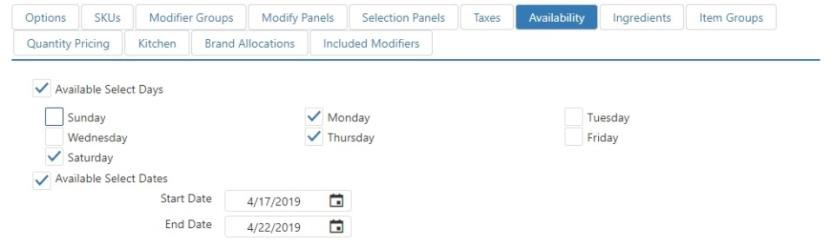 Options SKUs Modifier Groups Modify Panels Selection Panels Taxes Availability Ingredients Item Groups
Quantity Pricing Kitchen Brand Allocations Included Modifiers
Available Select Days
Sunday Monday Tuesday
Wednesday Thursday Friday
Saturday
Available Select Dates
Start Date 4/17/2019
End Date 4/22/2019